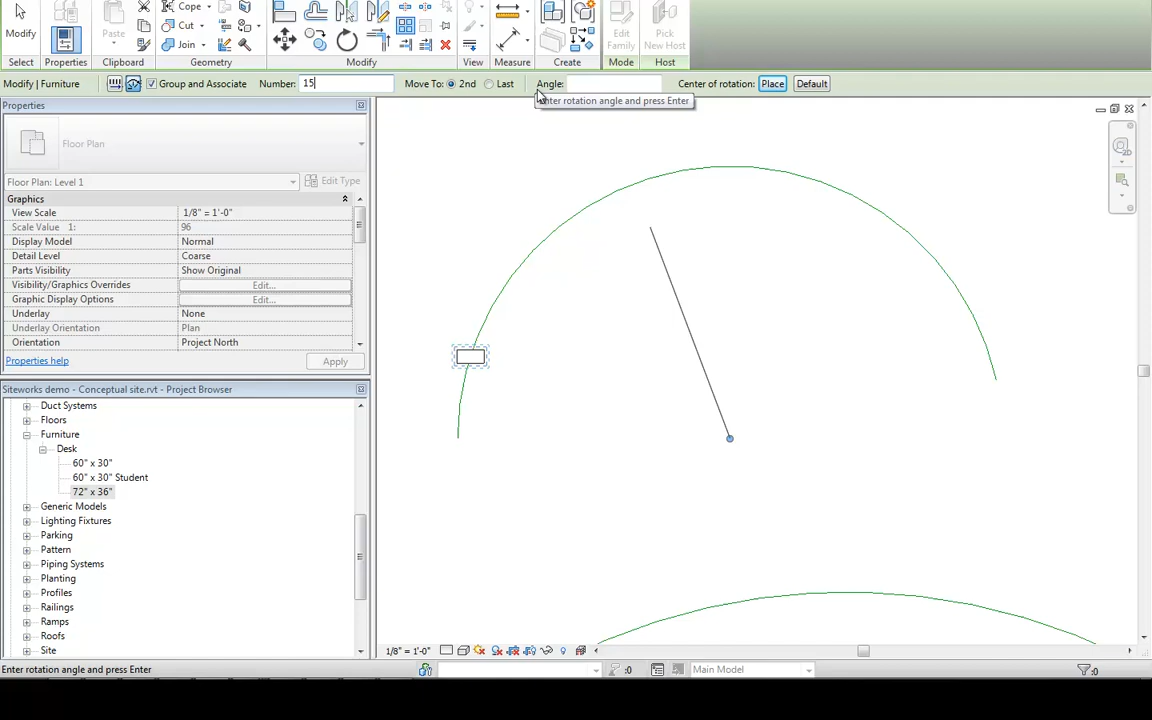 Cope
Cut
Join
Modify
Paste
Edit
Family
Pick
New Host
Select
Properties
Clipboard
Geometry
Modify
View
Measure
Create
Mode
Host
Modify | Furniture
Group and Associate
Number: 15
Move To: 2nd Last
Angle:
Center of rotation: Place Default
Enter rotation angle and press Enter
Properties
Floor Plan
Floor Plan: Level 1
Edit Type
Graphics
View Scale 1/8" = 1'-0"
Scale Value 1: 96
Display Model Normal
Detail Level Coarse
Parts Visibility Show Original
Visibility/Graphics Overrides Edit...
Graphic Display Options Edit...
Underlay None
Underlay Orientation Plan
Orientation Project North
Properties help
Apply
Siteworks demo - Conceptual site.rvt - Project Browser
Duct Systems
Floors
Furniture
Desk
60" x 30"
60" x 30" Student
72" x 36"
Generic Models
Lighting Fixtures
Parking
Pattern
Piping Systems
Planting
Profiles
Railings
Ramps
Roofs
Site
2D
1/8" = 1'-0"
Enter rotation angle and press Enter
:0
Main Model
:0